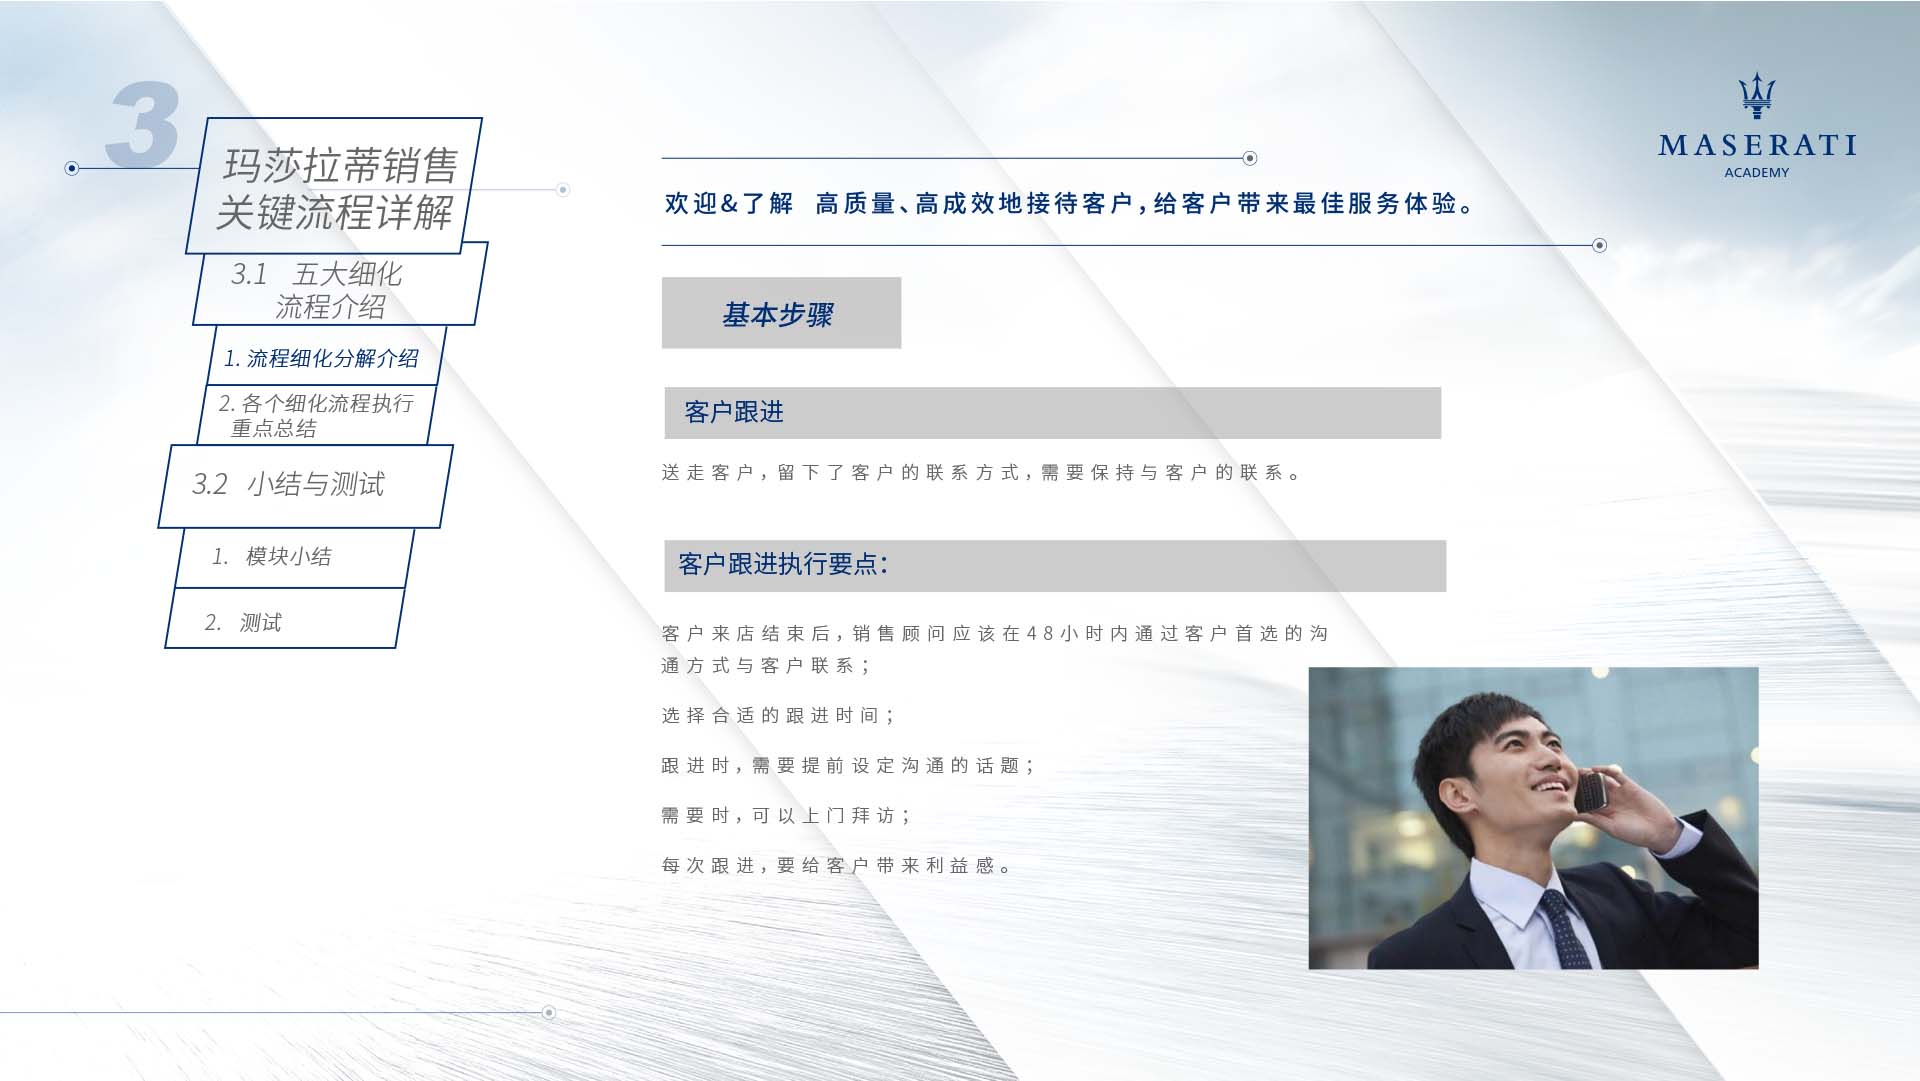 3
玛莎拉蒂销售
关键流程详解
3.1 五大细化
流程介绍
1. 流程细化分解介绍
2. 各个细化流程执行
重点总结
3.2 小结与测试
1. 模块小结
2. 测试
MASERATI
ACADEMY
欢迎&了解 高质量、高成效地接待客户，给客户带来最佳服务体验。
基本步骤
客户跟进
送走客户，留下了客户的联系方式，需要保持与客户的联系。
客户跟进执行要点：
客户来店结束后，销售顾问应该在48小时内通过客户首选的沟
通方式与客户联系；
选择合适的跟进时间；
跟进时，需要提前设定沟通的话题；
需要时，可以上门拜访；
每次跟进，要给客户带来利益感。